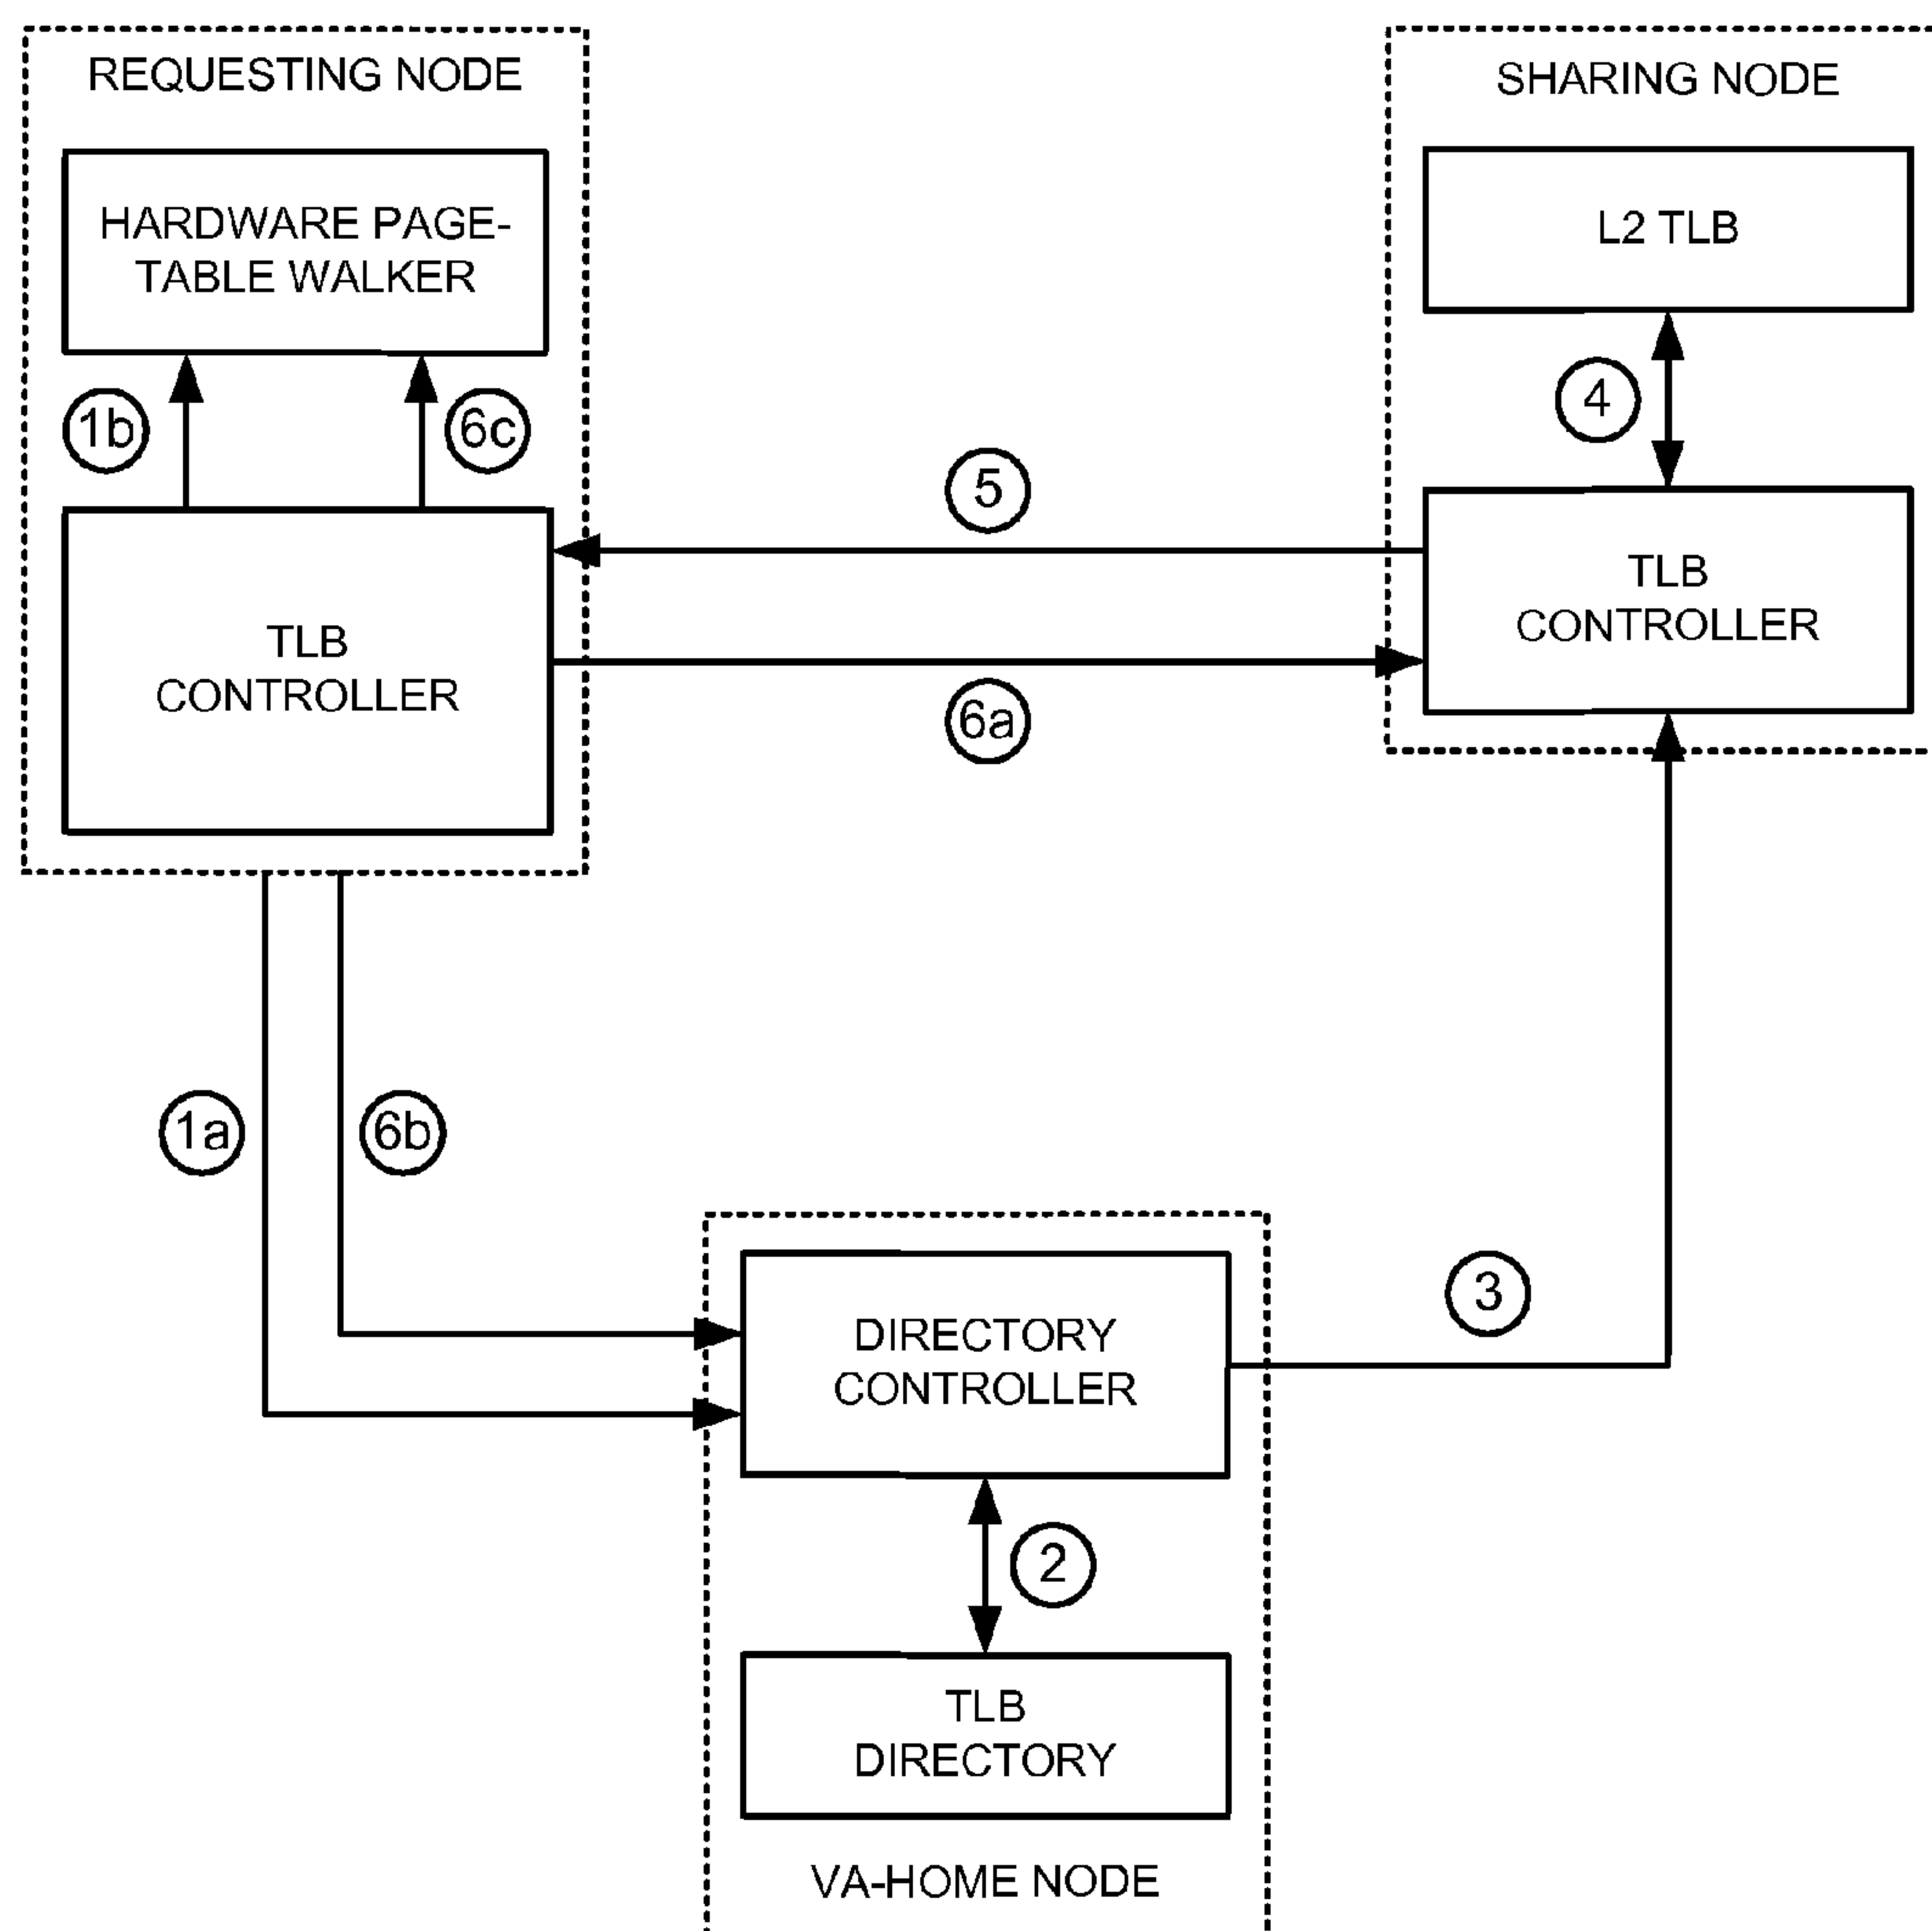 REQUESTING NODE
HARDWARE PAGE-
TABLE WALKER
1b
6c
TLB
CONTROLLER
SHARING NODE
L2 TLB
4
TLB
CONTROLLER
5
6a
1a
6b
3
DIRECTORY
CONTROLLER
2
TLB
DIRECTORY
VA-HOME NODE